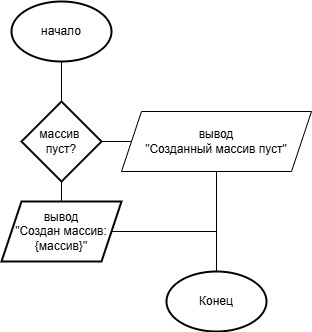 начало
массив
пуст?
вывод
"Созданный массив пуст"
вывод
"Создан массив:
{массив}"
Конец